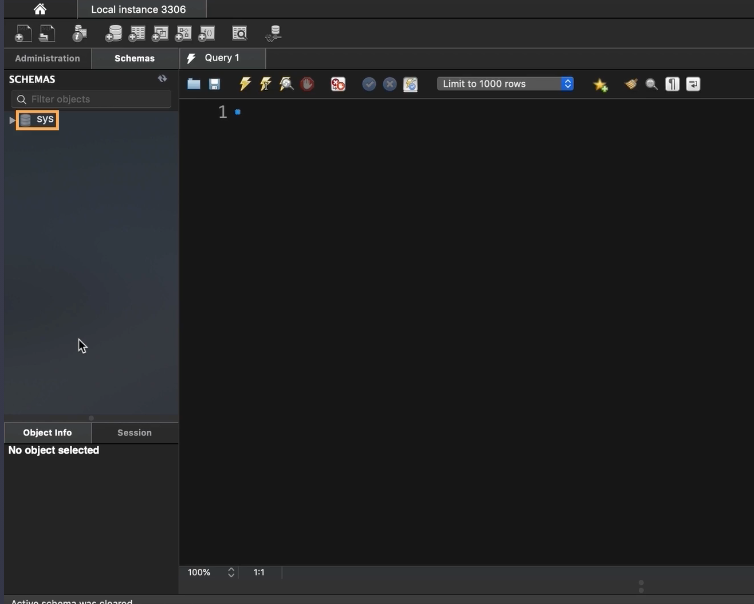 Local instance 3306
Administration
Schemas
Query 1
SCHEMAS
Filter objects
Limit to 1000 rows
sys
1
Object Info
Session
No object selected
100%
1:1
Active schema was cleared